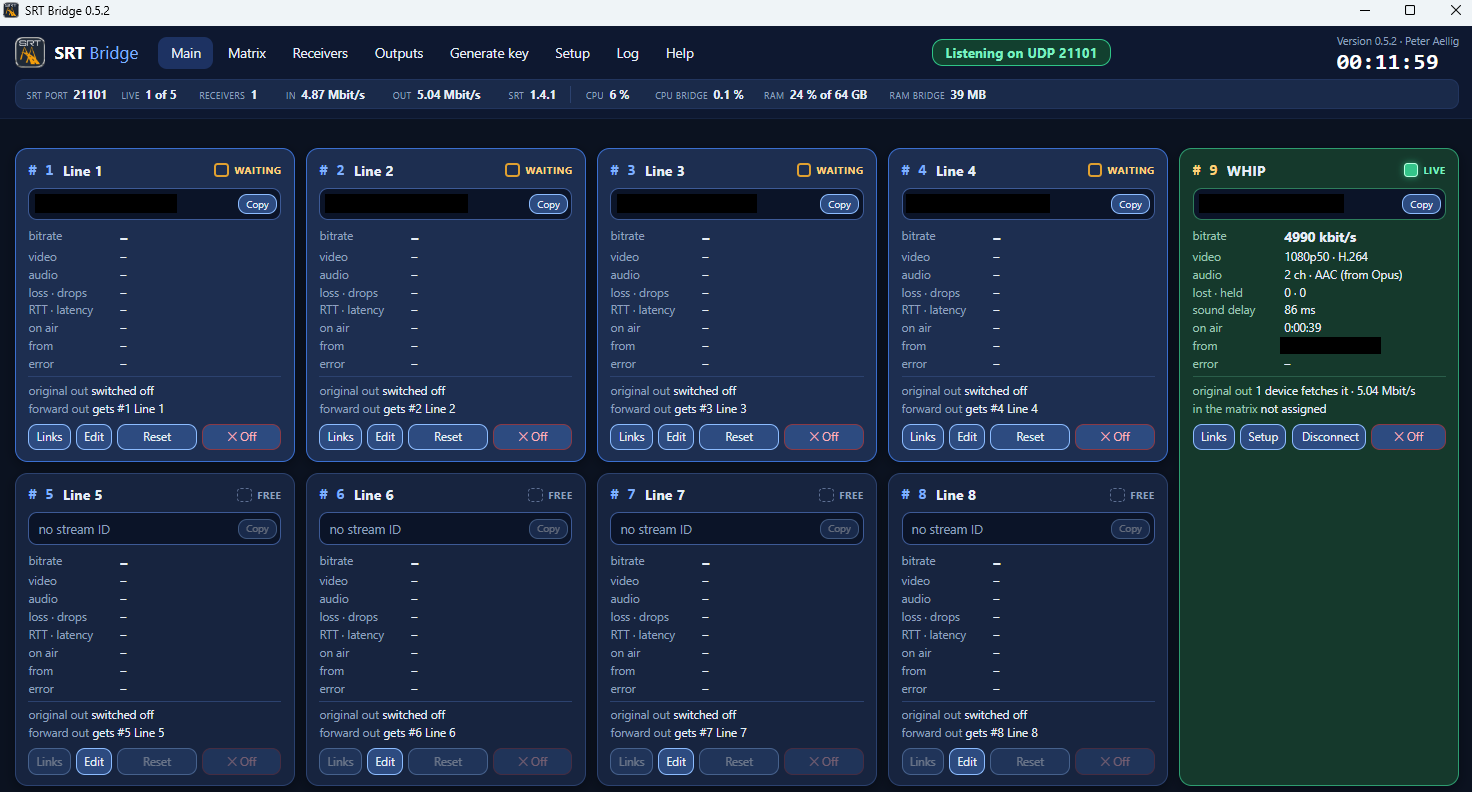 SRT Bridge 0.5.2
SRT Bridge Main Matrix Receivers Outputs Generate key Setup Log Help
Listening on UDP 21101
Version 0.5.2 · Peter Aellig
00:11:59
SRT PORT 21101 LIVE 1 of 5 RECEIVERS 1 IN 4.87 Mbit/s OUT 5.04 Mbit/s SRT 1.4.1 CPU 6 % CPU BRIDGE 0.1 % RAM 24 % of 64 GB RAM BRIDGE 39 MB
# 1 Line 1 WAITING
Copy
bitrate –
video –
audio –
loss · drops –
RTT · latency –
on air –
from –
error –
original out switched off
forward out gets #1 Line 1
Links Edit Reset ✕ Off
# 2 Line 2 WAITING
Copy
bitrate –
video –
audio –
loss · drops –
RTT · latency –
on air –
from –
error –
original out switched off
forward out gets #2 Line 2
Links Edit Reset ✕ Off
# 3 Line 3 WAITING
Copy
bitrate –
video –
audio –
loss · drops –
RTT · latency –
on air –
from –
error –
original out switched off
forward out gets #3 Line 3
Links Edit Reset ✕ Off
# 4 Line 4 WAITING
Copy
bitrate –
video –
audio –
loss · drops –
RTT · latency –
on air –
from –
error –
original out switched off
forward out gets #4 Line 4
Links Edit Reset ✕ Off
# 9 WHIP LIVE
Copy
bitrate 4990 kbit/s
video 1080p50 · H.264
audio 2 ch · AAC (from Opus)
lost · held 0 · 0
sound delay 86 ms
on air 0:00:39
from
error –
original out 1 device fetches it · 5.04 Mbit/s
in the matrix not assigned
Links Setup Disconnect ✕ Off
# 5 Line 5 FREE
no stream ID Copy
bitrate –
video –
audio –
loss · drops –
RTT · latency –
on air –
from –
error –
original out switched off
forward out gets #5 Line 5
Links Edit Reset ✕ Off
# 6 Line 6 FREE
no stream ID Copy
bitrate –
video –
audio –
loss · drops –
RTT · latency –
on air –
from –
error –
original out switched off
forward out gets #6 Line 6
Links Edit Reset ✕ Off
# 7 Line 7 FREE
no stream ID Copy
bitrate –
video –
audio –
loss · drops –
RTT · latency –
on air –
from –
error –
original out switched off
forward out gets #7 Line 7
Links Edit Reset ✕ Off
# 8 Line 8 FREE
no stream ID Copy
bitrate –
video –
audio –
loss · drops –
RTT · latency –
on air –
from –
error –
original out switched off
forward out gets #8 Line 8
Links Edit Reset ✕ Off